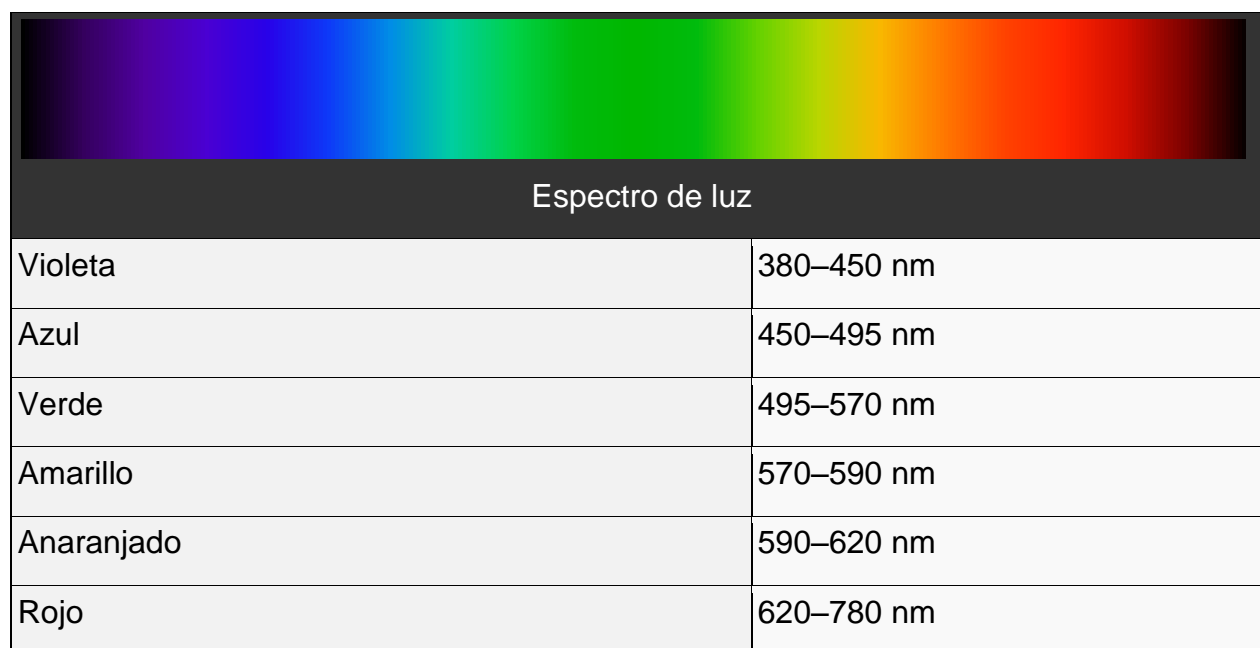 Espectro de luz
Violeta 380–450 nm
Azul 450–495 nm
Verde 495–570 nm
Amarillo 570–590 nm
Anaranjado 590–620 nm
Rojo 620–780 nm